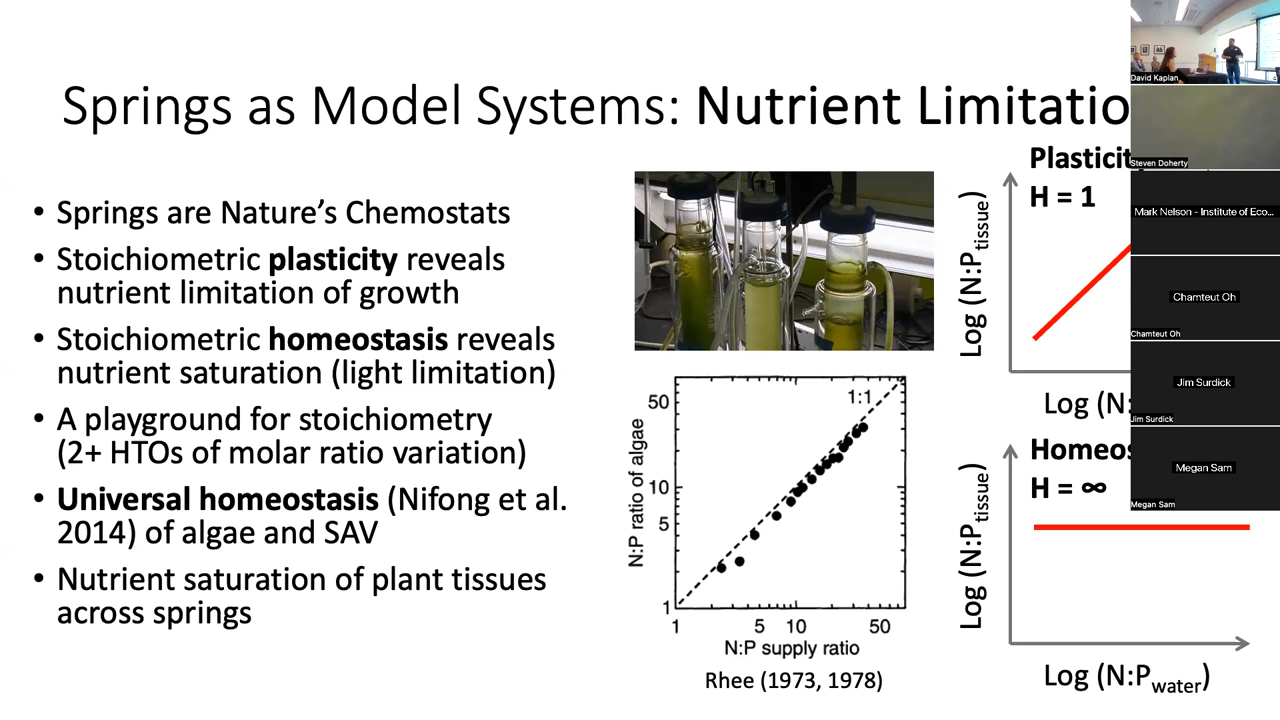 Springs as Model Systems: Nutrient Limitatio
• Springs are Nature's Chemostats
• Stoichiometric plasticity reveals
nutrient limitation of growth
• Stoichiometric homeostasis reveals
nutrient saturation (light limitation)
• A playground for stoichiometry
(2+ HTOs of molar ratio variation)
• Universal homeostasis (Nifong et al.
2014) of algae and SAV
• Nutrient saturation of plant tissues
across springs
N:P ratio of algae
50
10
5
1
1:1
1 5 10 50
N:P supply ratio
Rhee (1973, 1978)
Plasticit
H = 1
Log (N:Ptissue)
Log (N:
Homeos
H = ∞
Log (N:Ptissue)
Log (N:Pwater)
David Kaplan
Steven Doherty
Mark Nelson - Institute of Eco...
Chamteut Oh
Chamteut Oh
Jim Surdick
Jim Surdick
Megan Sam
Megan Sam